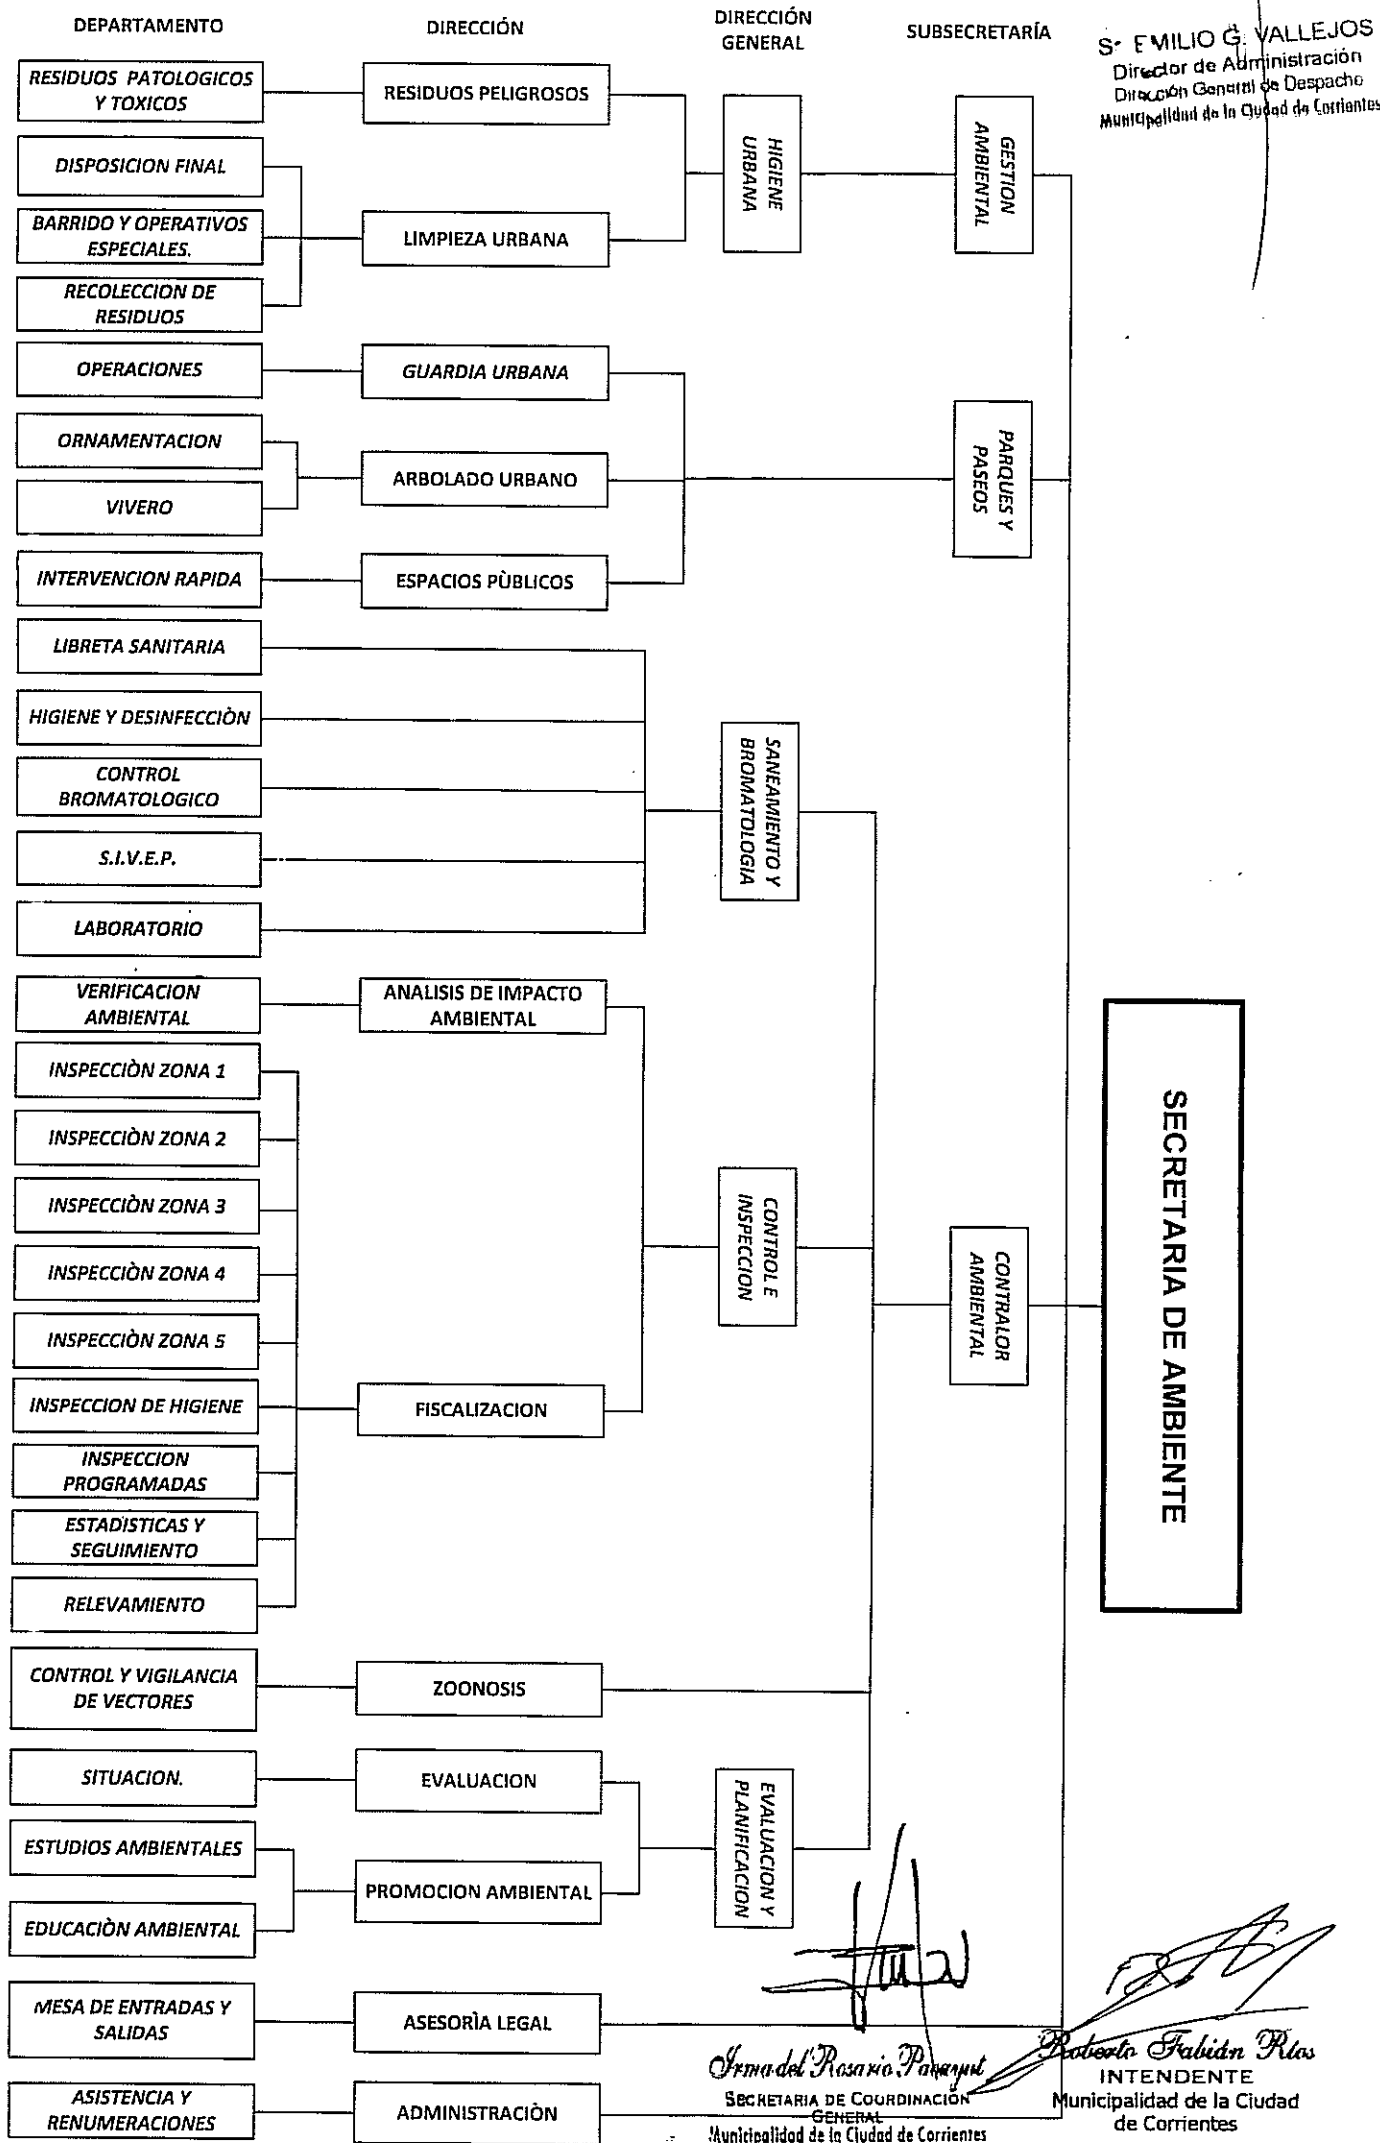 DEPARTAMENTO
DIRECCIÓN
DIRECCIÓN
GENERAL
SUBSECRETARÍA
EMILIO G. VALLEJOS
Director de Administración
Dirección General de Despacho
Municipalidad de la Ciudad de Corrientes
RESIDUOS PATOLOGICOS
Y TOXICOS
RESIDUOS PELIGROSOS
HIGIENE
URBANA
GESTION
AMBIENTAL
DISPOSICION FINAL
BARRIDO Y OPERATIVOS
ESPECIALES.
LIMPIEZA URBANA
RECOLECCION DE
RESIDUOS
OPERACIONES
GUARDIA URBANA
PARQUES Y
PASEOS
ORNAMENTACION
ARBOLADO URBANO
VIVERO
INTERVENCION RAPIDA
ESPACIOS PÙBLICOS
LIBRETA SANITARIA
HIGIENE Y DESINFECCIÒN
SANEAMIENTO Y
BROMATOLOGIA
CONTROL
BROMATOLOGICO
S.I.V.E.P.
LABORATORIO
VERIFICACION
AMBIENTAL
ANALISIS DE IMPACTO
AMBIENTAL
INSPECCIÒN ZONA 1
INSPECCIÒN ZONA 2
INSPECCIÒN ZONA 3
CONTROL E
INSPECCION
CONTRALOR
AMBIENTAL
SECRETARIA DE AMBIENTE
INSPECCIÒN ZONA 4
INSPECCIÒN ZONA 5
INSPECCION DE HIGIENE
FISCALIZACION
INSPECCION
PROGRAMADAS
ESTADISTICAS Y
SEGUIMIENTO
RELEVAMIENTO
CONTROL Y VIGILANCIA
DE VECTORES
ZOONOSIS
SITUACION.
EVALUACION
EVALUACION Y
PLANIFICACION
ESTUDIOS AMBIENTALES
PROMOCION AMBIENTAL
EDUCACIÒN AMBIENTAL
MESA DE ENTRADAS Y
SALIDAS
ASESORÌA LEGAL
ASISTENCIA Y
RENUMERACIONES
ADMINISTRACIÒN
Irma del Rosario
SECRETARIA DE COORDINACIÓN
GENERAL
Municipalidad de la Ciudad de Corrientes
Roberto Fabián Ríos
INTENDENTE
Municipalidad de la Ciudad
de Corrientes